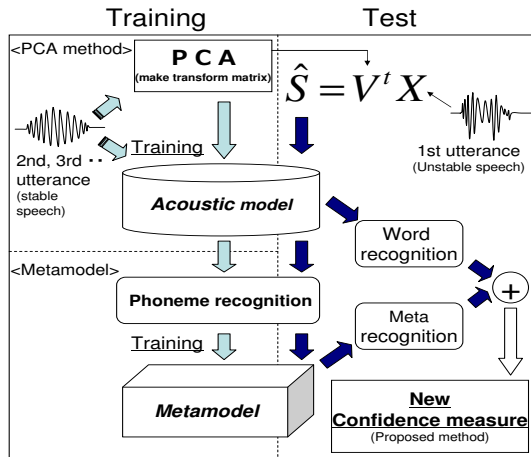 Training
Test
<PCA method>
P C A
(make transform matrix)
Ŝ = V^t X
Training
2nd, 3rd ··
utterance
(stable
speech)
1st utterance
(Unstable speech)
Acoustic model
Word
recognition
<Metamodel>
Phoneme recognition
+
Meta
recognition
Training
Metamodel
New
Confidence measure
(Proposed method)